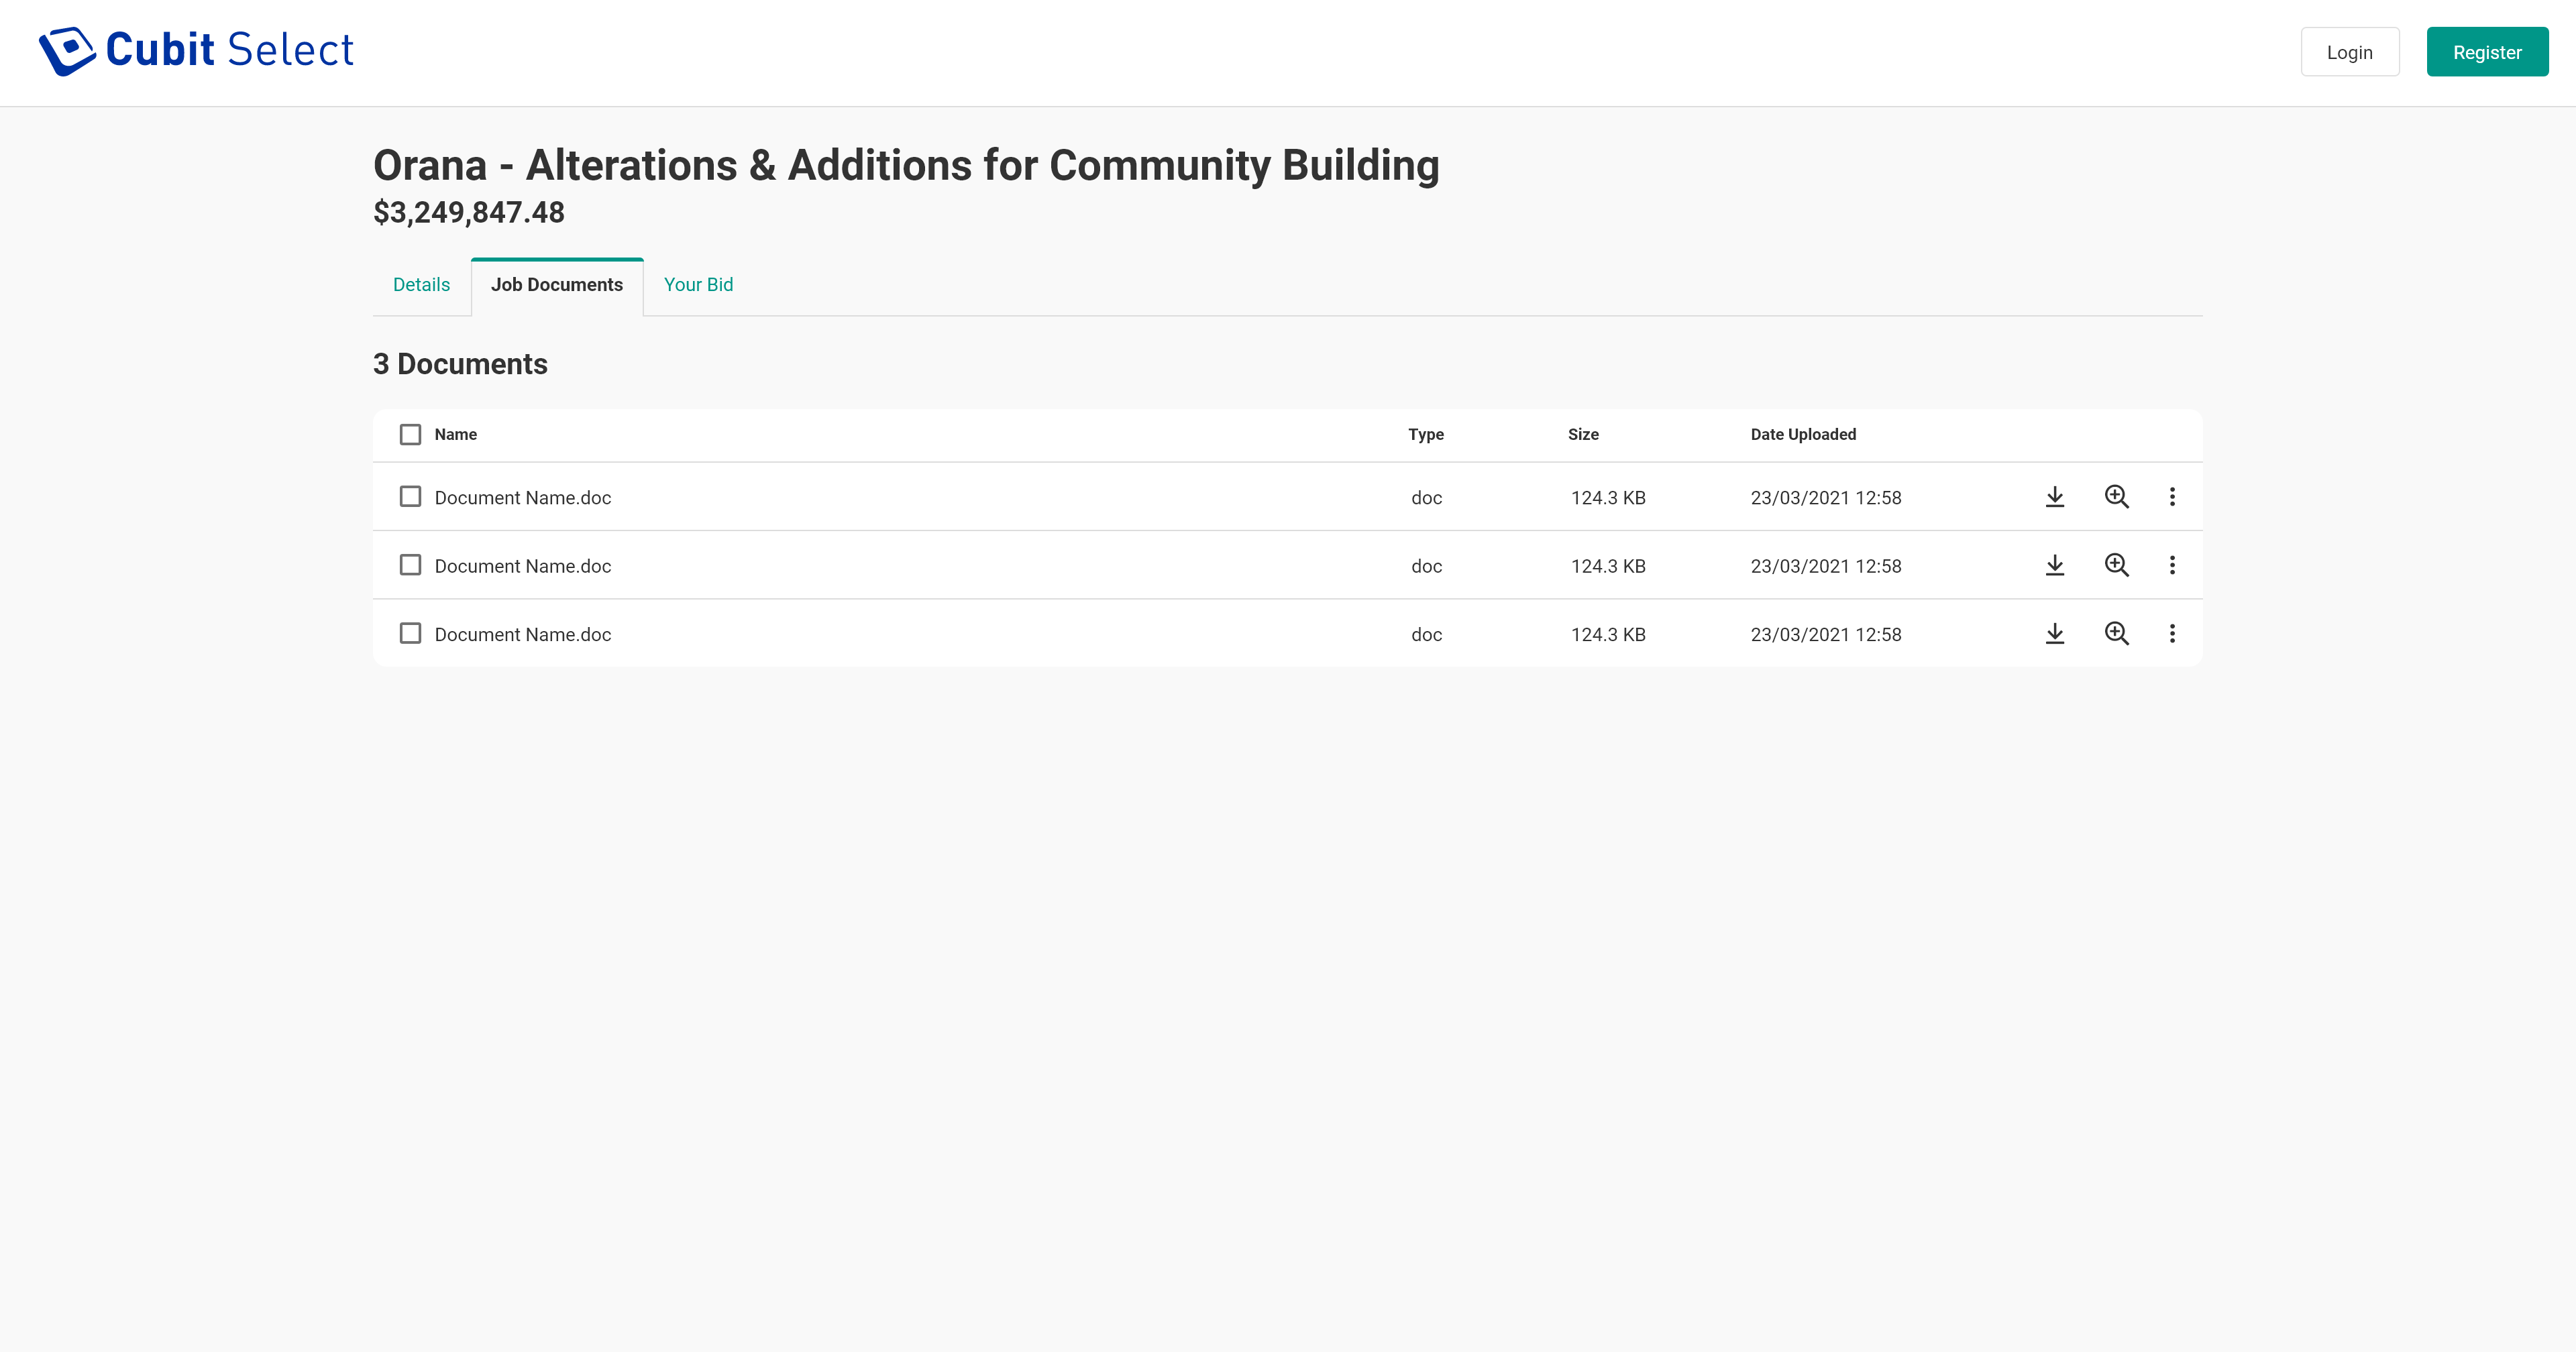 Cubit Select
Login
Register
Orana - Alterations & Additions for Community Building
$3,249,847.48
Details
Job Documents
Your Bid
3 Documents
Name Type Size Date Uploaded
Document Name.doc doc 124.3 KB 23/03/2021 12:58
Document Name.doc doc 124.3 KB 23/03/2021 12:58
Document Name.doc doc 124.3 KB 23/03/2021 12:58